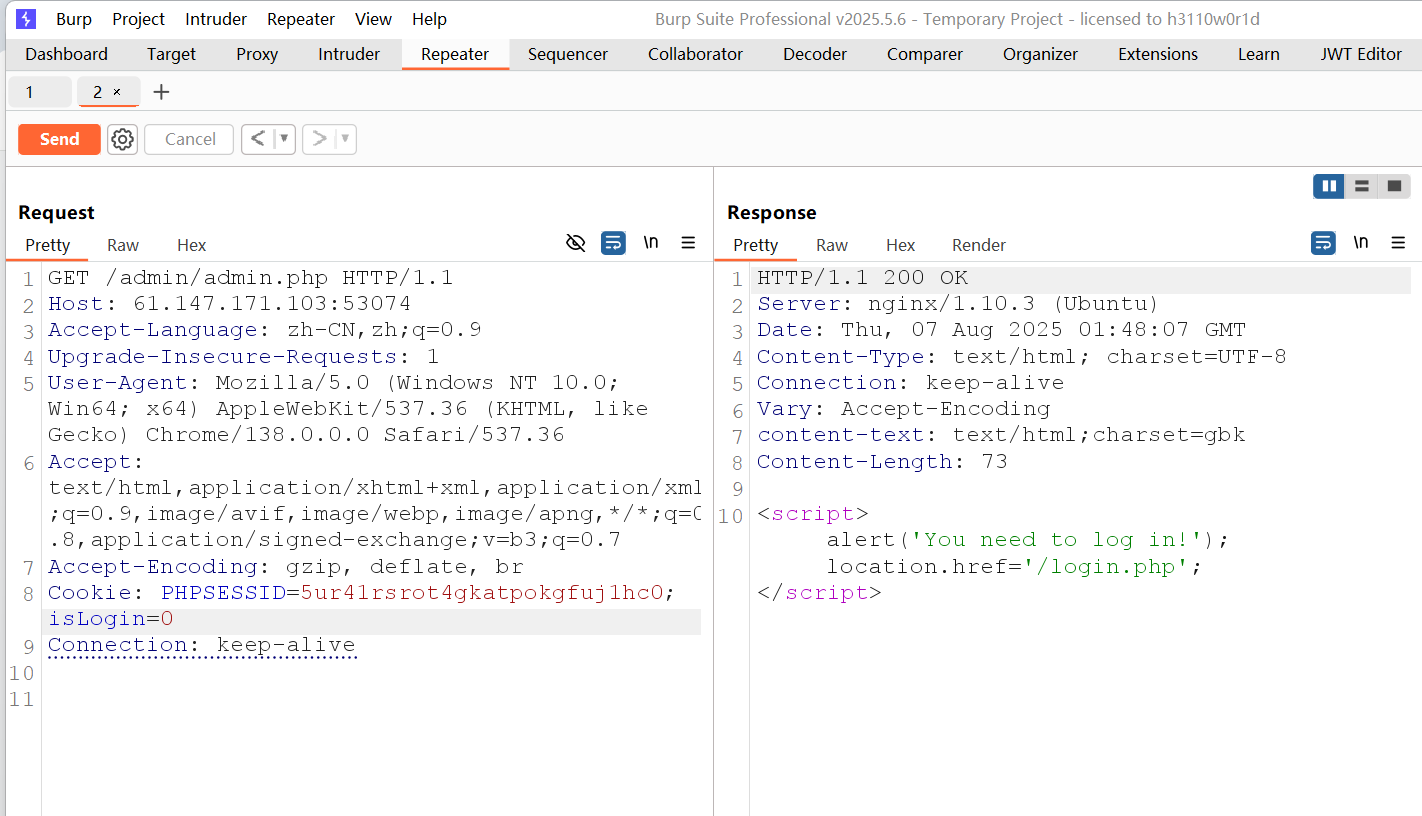 Burp Project Intruder Repeater View Help Burp Suite Professional v2025.5.6 - Temporary Project - licensed to h3110w0r1d
Dashboard Target Proxy Intruder Repeater Sequencer Collaborator Decoder Comparer Organizer Extensions Learn JWT Editor
1 2 × +
Send Cancel < ▼ > ▼
Request
Pretty Raw Hex \n
1 GET /admin/admin.php HTTP/1.1
2 Host: 61.147.171.103:53074
3 Accept-Language: zh-CN,zh;q=0.9
4 Upgrade-Insecure-Requests: 1
5 User-Agent: Mozilla/5.0 (Windows NT 10.0;
Win64; x64) AppleWebKit/537.36 (KHTML, like
Gecko) Chrome/138.0.0.0 Safari/537.36
6 Accept:
text/html,application/xhtml+xml,application/xml
;q=0.9,image/avif,image/webp,image/apng,*/*;q=0
.8,application/signed-exchange;v=b3;q=0.7
7 Accept-Encoding: gzip, deflate, br
8 Cookie: PHPSESSID=5ur41rsrot4gkatpokgfuj1hc0;
isLogin=0
9 Connection: keep-alive
10
11
Response
Pretty Raw Hex Render \n
1 HTTP/1.1 200 OK
2 Server: nginx/1.10.3 (Ubuntu)
3 Date: Thu, 07 Aug 2025 01:48:07 GMT
4 Content-Type: text/html; charset=UTF-8
5 Connection: keep-alive
6 Vary: Accept-Encoding
7 content-text: text/html;charset=gbk
8 Content-Length: 73
9
10 <script>
alert('You need to log in!');
location.href='/login.php';
</script>